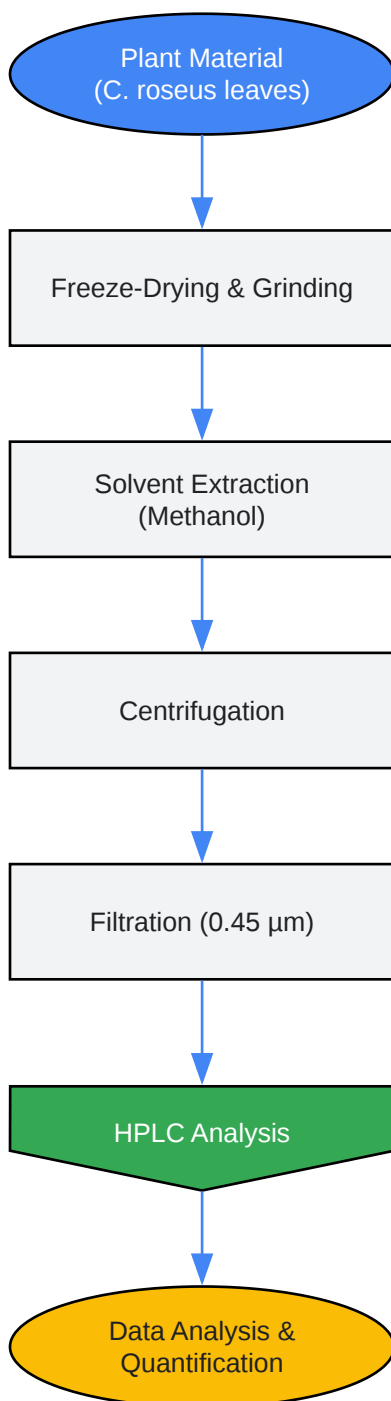 Plant Material
(C. roseus leaves)
Freeze-Drying & Grinding
Solvent Extraction
(Methanol)
Centrifugation
Filtration (0.45 µm)
HPLC Analysis
Data Analysis &
Quantification